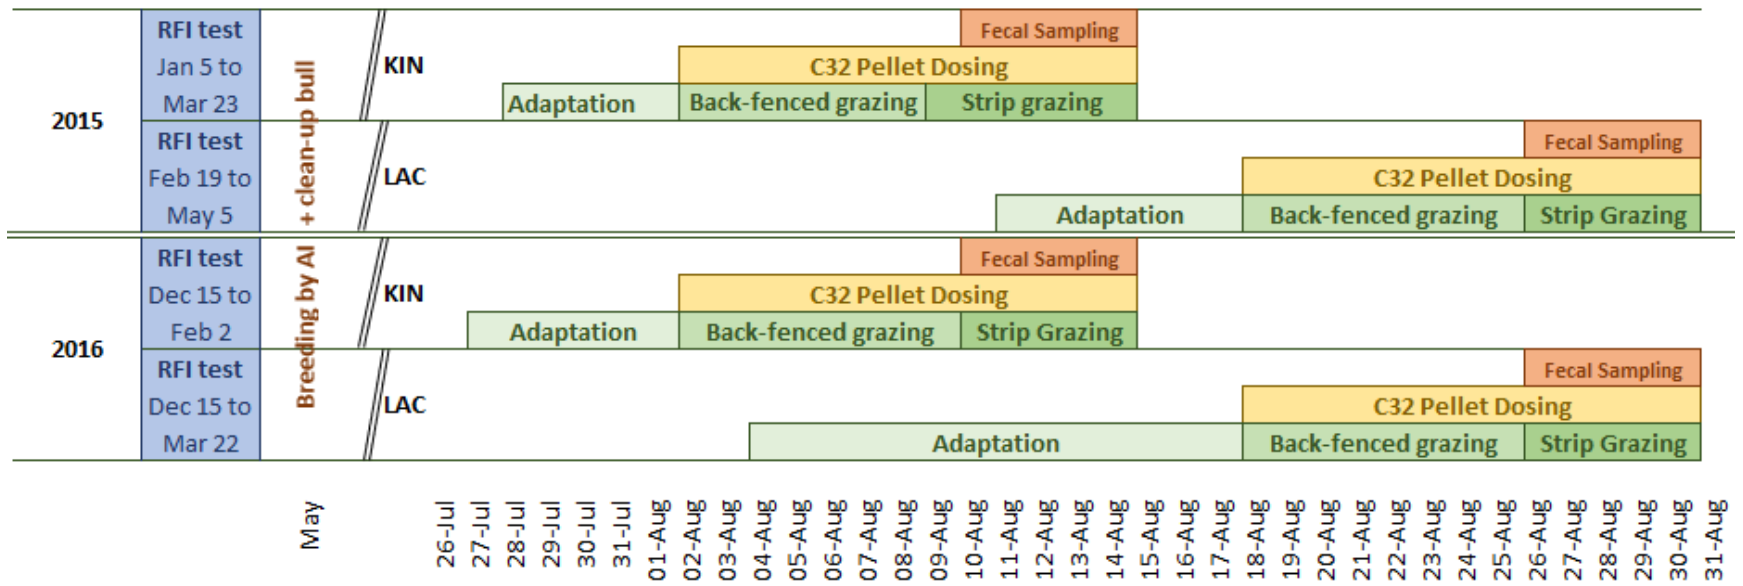 2015
RFI test
Jan 5 to
Mar 23
KIN
Fecal Sampling
C32 Pellet Dosing
Adaptation
Back-fenced grazing
Strip grazing
RFI test
Feb 19 to
May 5
LAC
Fecal Sampling
C32 Pellet Dosing
Adaptation
Back-fenced grazing
Strip Grazing
Breeding by AI + clean-up bull
2016
RFI test
Dec 15 to
Feb 2
KIN
Fecal Sampling
C32 Pellet Dosing
Adaptation
Back-fenced grazing
Strip Grazing
RFI test
Dec 15 to
Mar 22
LAC
Fecal Sampling
C32 Pellet Dosing
Adaptation
Back-fenced grazing
Strip Grazing
May
26-Jul
27-Jul
28-Jul
29-Jul
30-Jul
31-Jul
01-Aug
02-Aug
03-Aug
04-Aug
05-Aug
06-Aug
07-Aug
08-Aug
09-Aug
10-Aug
11-Aug
12-Aug
13-Aug
14-Aug
15-Aug
16-Aug
17-Aug
18-Aug
19-Aug
20-Aug
21-Aug
22-Aug
23-Aug
24-Aug
25-Aug
26-Aug
27-Aug
28-Aug
29-Aug
30-Aug
31-Aug